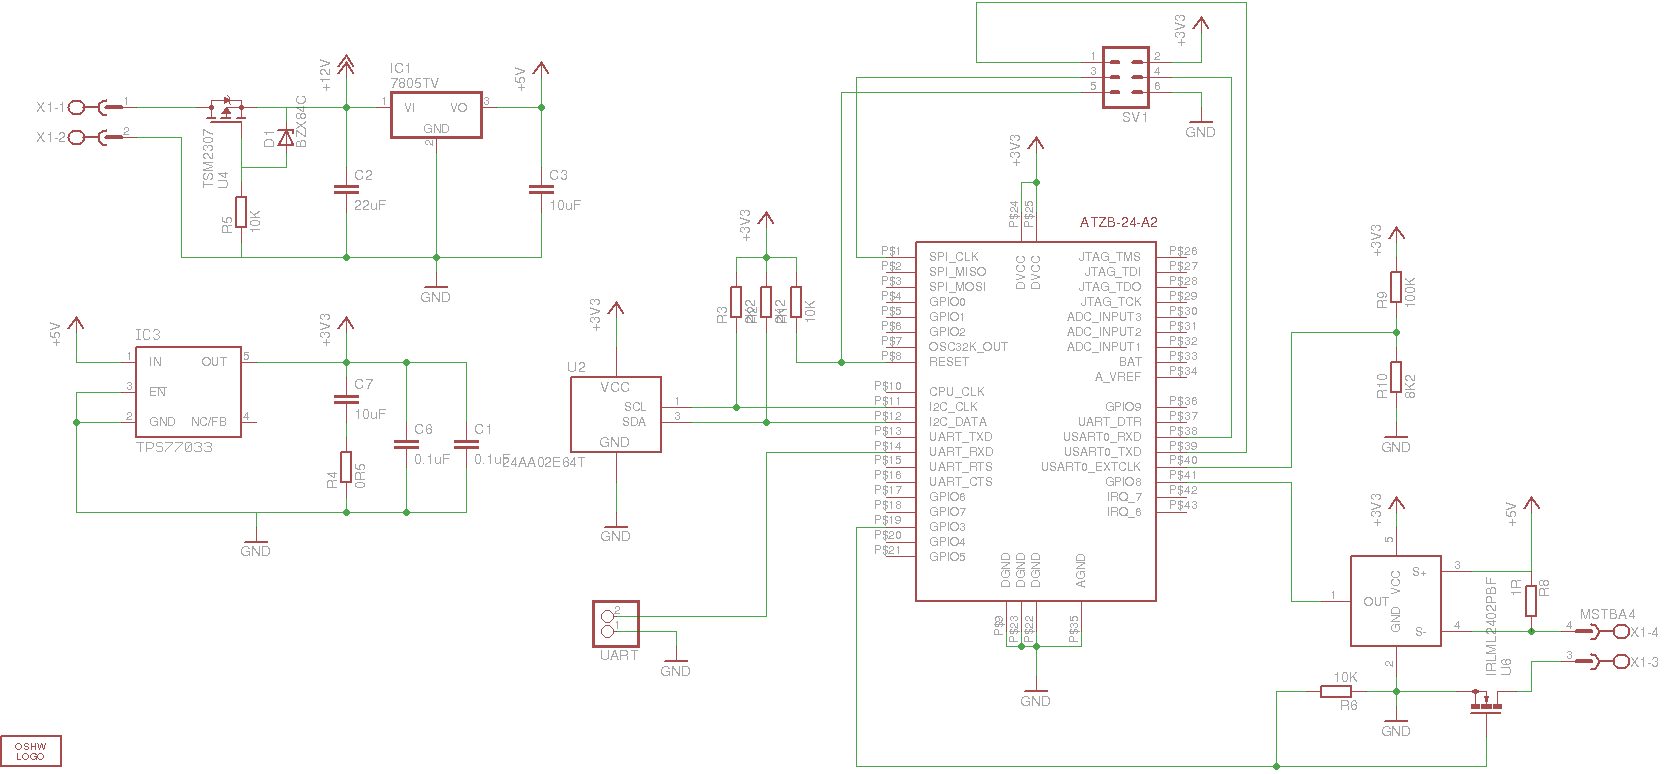 X1-1
1
X1-2
2
TSM2307
U4
D1
BZX84C
R5
10K
+12V
IC1
7805TV
1
VI
VO
3
GND
2
+5V
C2
22uF
C3
10uF
GND
+5V
IC3
1
IN
OUT
5
3
EN
2
GND
NC/FB
4
TPS77033
+3V3
C7
10uF
R4
0R5
C6
0.1uF
C1
0.1uF
GND
+3V3
R3
10K
+3V3
U2
VCC
SCL
1
SDA
3
GND
24AA02E64T
GND
2
1
UART
GND
1
2
3
4
5
6
SV1
+3V3
GND
+3V3
P$24
P$25
ATZB-24-A2
DVCC
DVCC
P$1
SPI_CLK
P$2
SPI_MISO
P$3
SPI_MOSI
P$4
GPIO0
P$5
GPIO1
P$6
GPIO2
P$7
OSC32K_OUT
P$8
RESET
P$10
CPU_CLK
P$11
I2C_CLK
P$12
I2C_DATA
P$13
UART_TXD
P$14
UART_RXD
P$15
UART_RTS
P$16
UART_CTS
P$17
GPIO6
P$18
GPIO7
P$19
GPIO3
P$20
GPIO4
P$21
GPIO5
JTAG_TMS
P$26
JTAG_TDI
P$27
JTAG_TDO
P$28
JTAG_TCK
P$29
ADC_INPUT3
P$30
ADC_INPUT2
P$31
ADC_INPUT1
P$32
BAT
P$33
A_VREF
P$34
GPIO9
P$36
UART_DTR
P$37
USART0_RXD
P$38
USART0_TXD
P$39
USART0_EXTCLK
P$40
GPIO8
P$41
IRQ_7
P$42
IRQ_6
P$43
DGND
DGND
DGND
AGND
P$9
P$23
P$22
P$35
GND
+3V3
R9
100K
R10
8K2
GND
+3V3
5
VCC
S+
3
1
OUT
GND
S-
4
2
+5V
1R
R8
IRLML2402PBF
U6
MSTBA4
4
X1-4
3
X1-3
10K
R6
GND
OSHW
LOGO